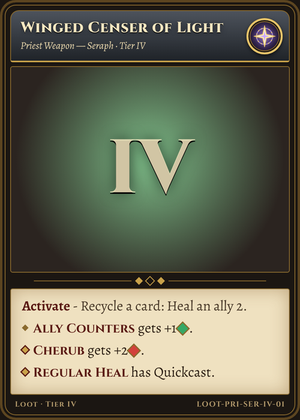 Winged Censer of Light
Priest Weapon — Seraph · Tier IV
IV
Activate - Recycle a card: Heal an ally 2.
Ally Counters gets +1.
Cherub gets +2.
Regular Heal has Quickcast.
Loot · Tier IV
LOOT-PRI-SER-IV-01